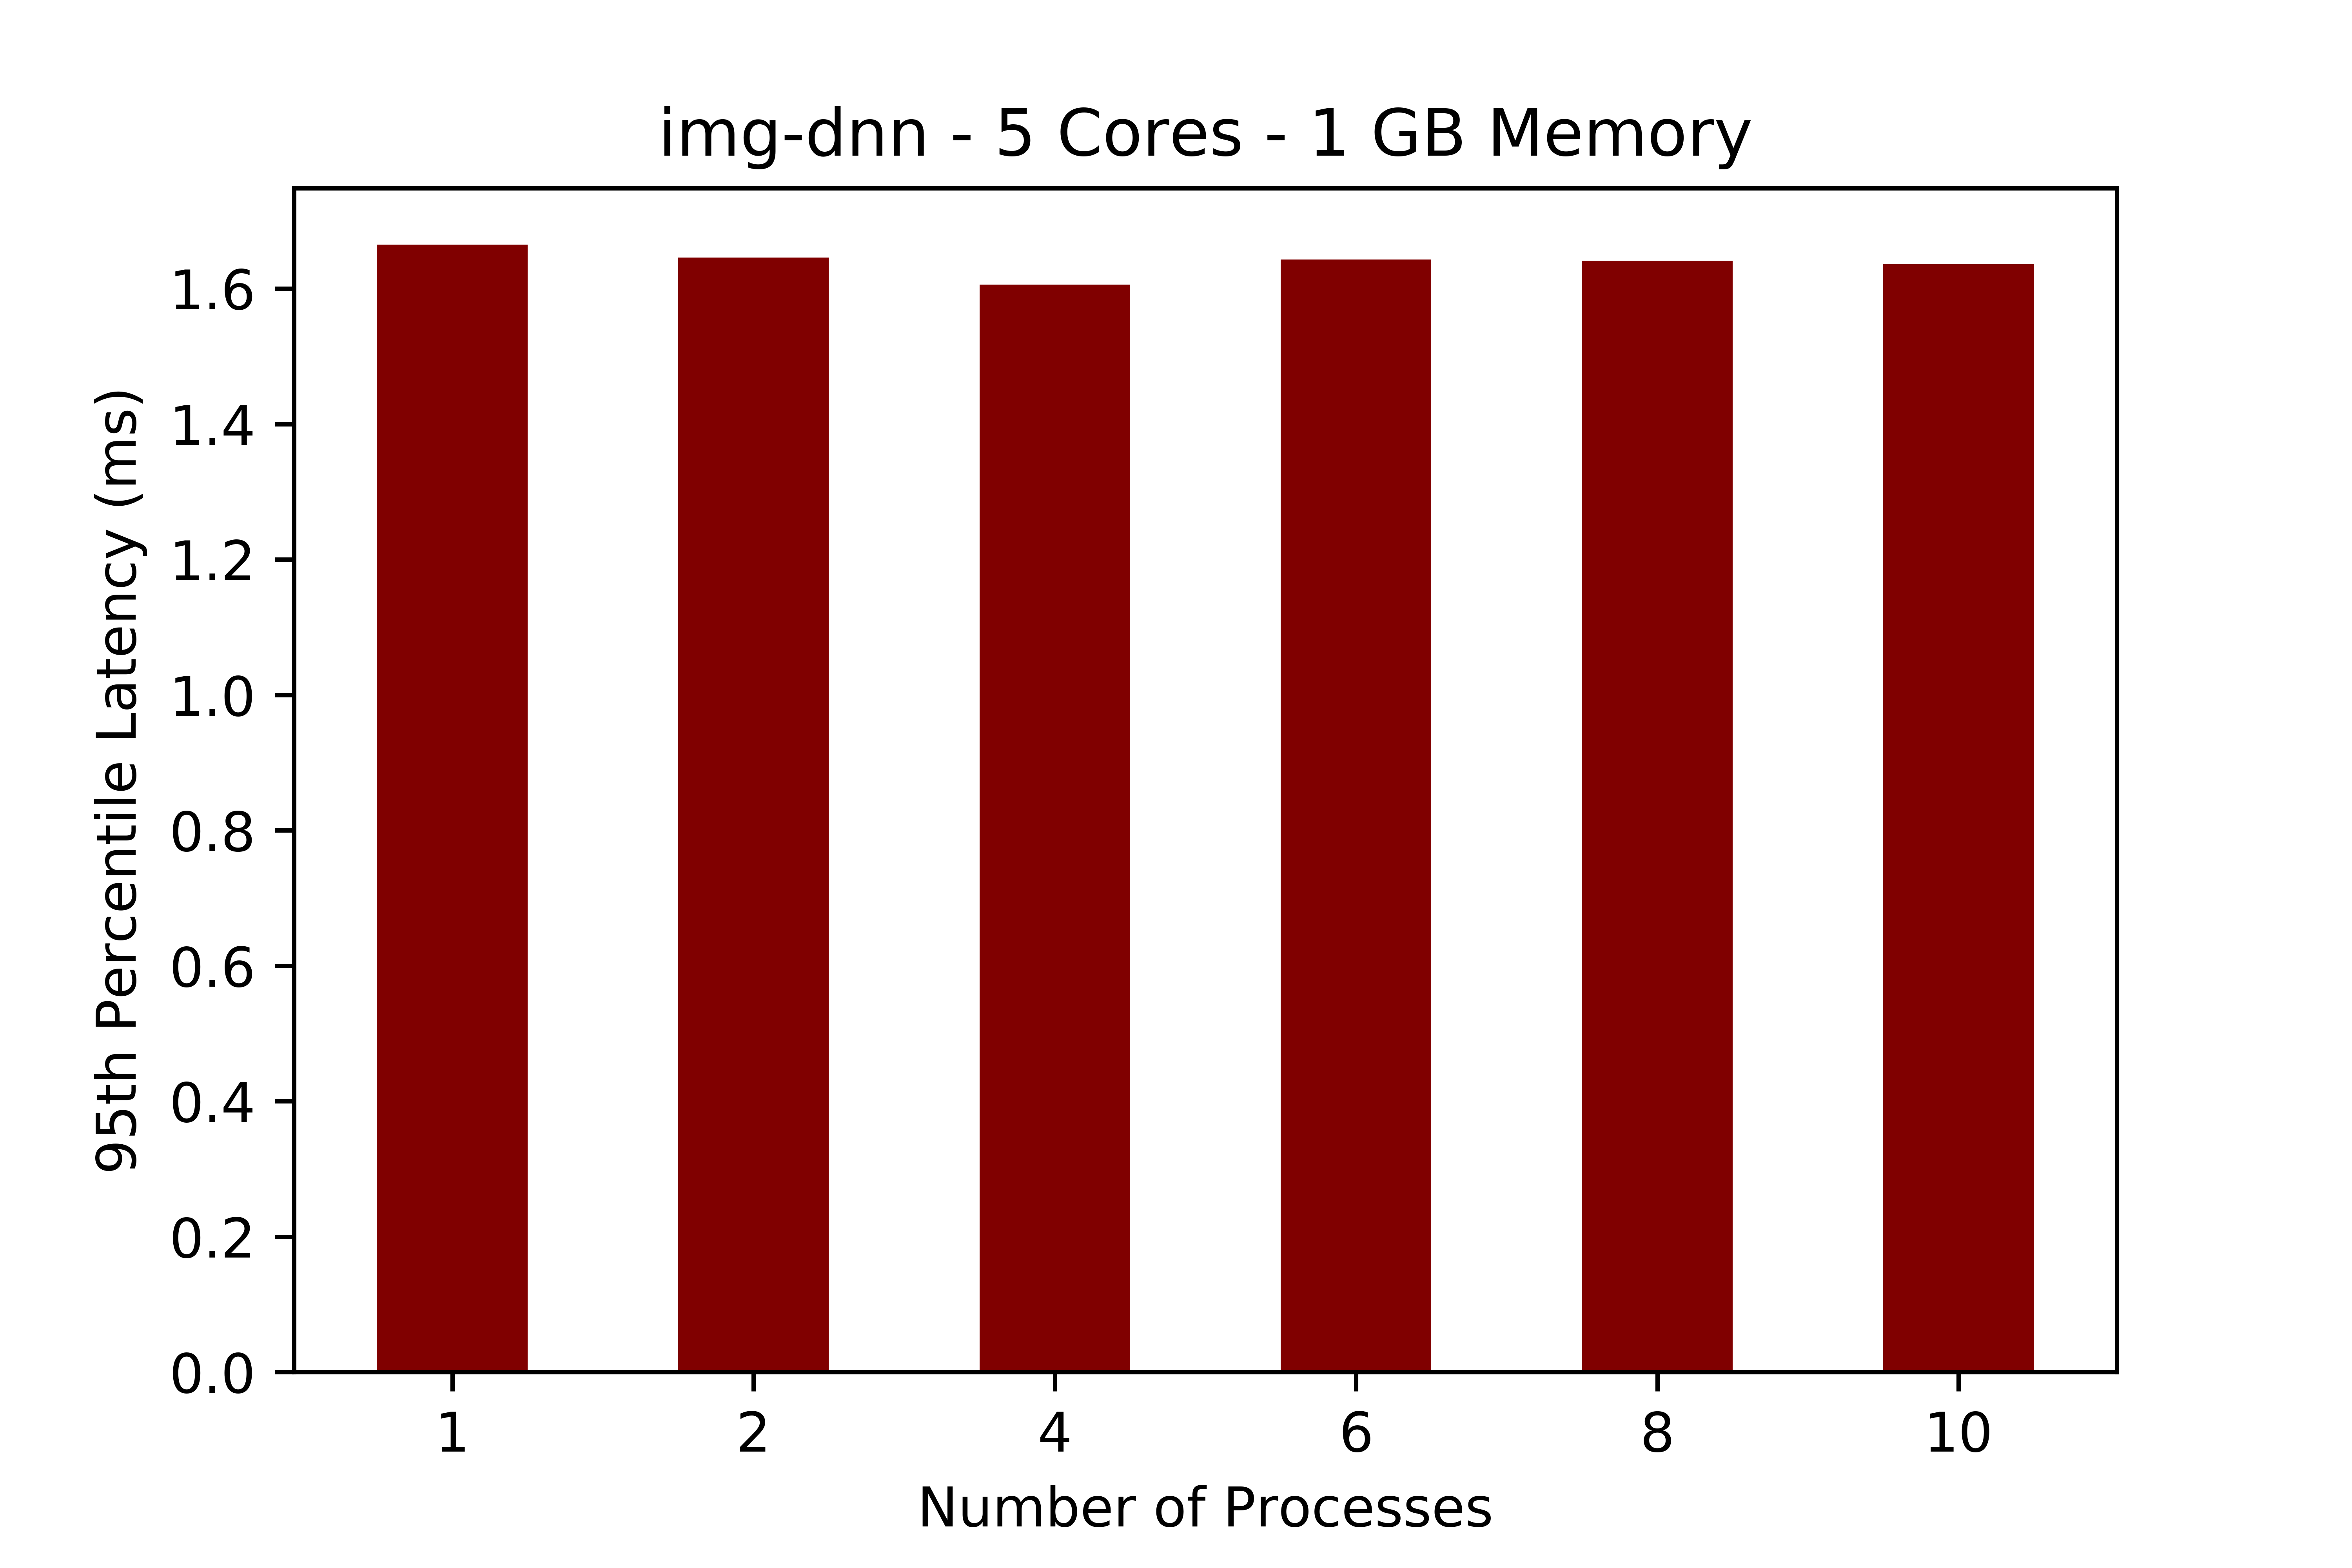 img-dnn - 5 Cores - 1 GB Memory
95th Percentile Latency (ms)
1.6
1.4
1.2
1.0
0.8
0.6
0.4
0.2
0.0
1 2 4 6 8 10
Number of Processes